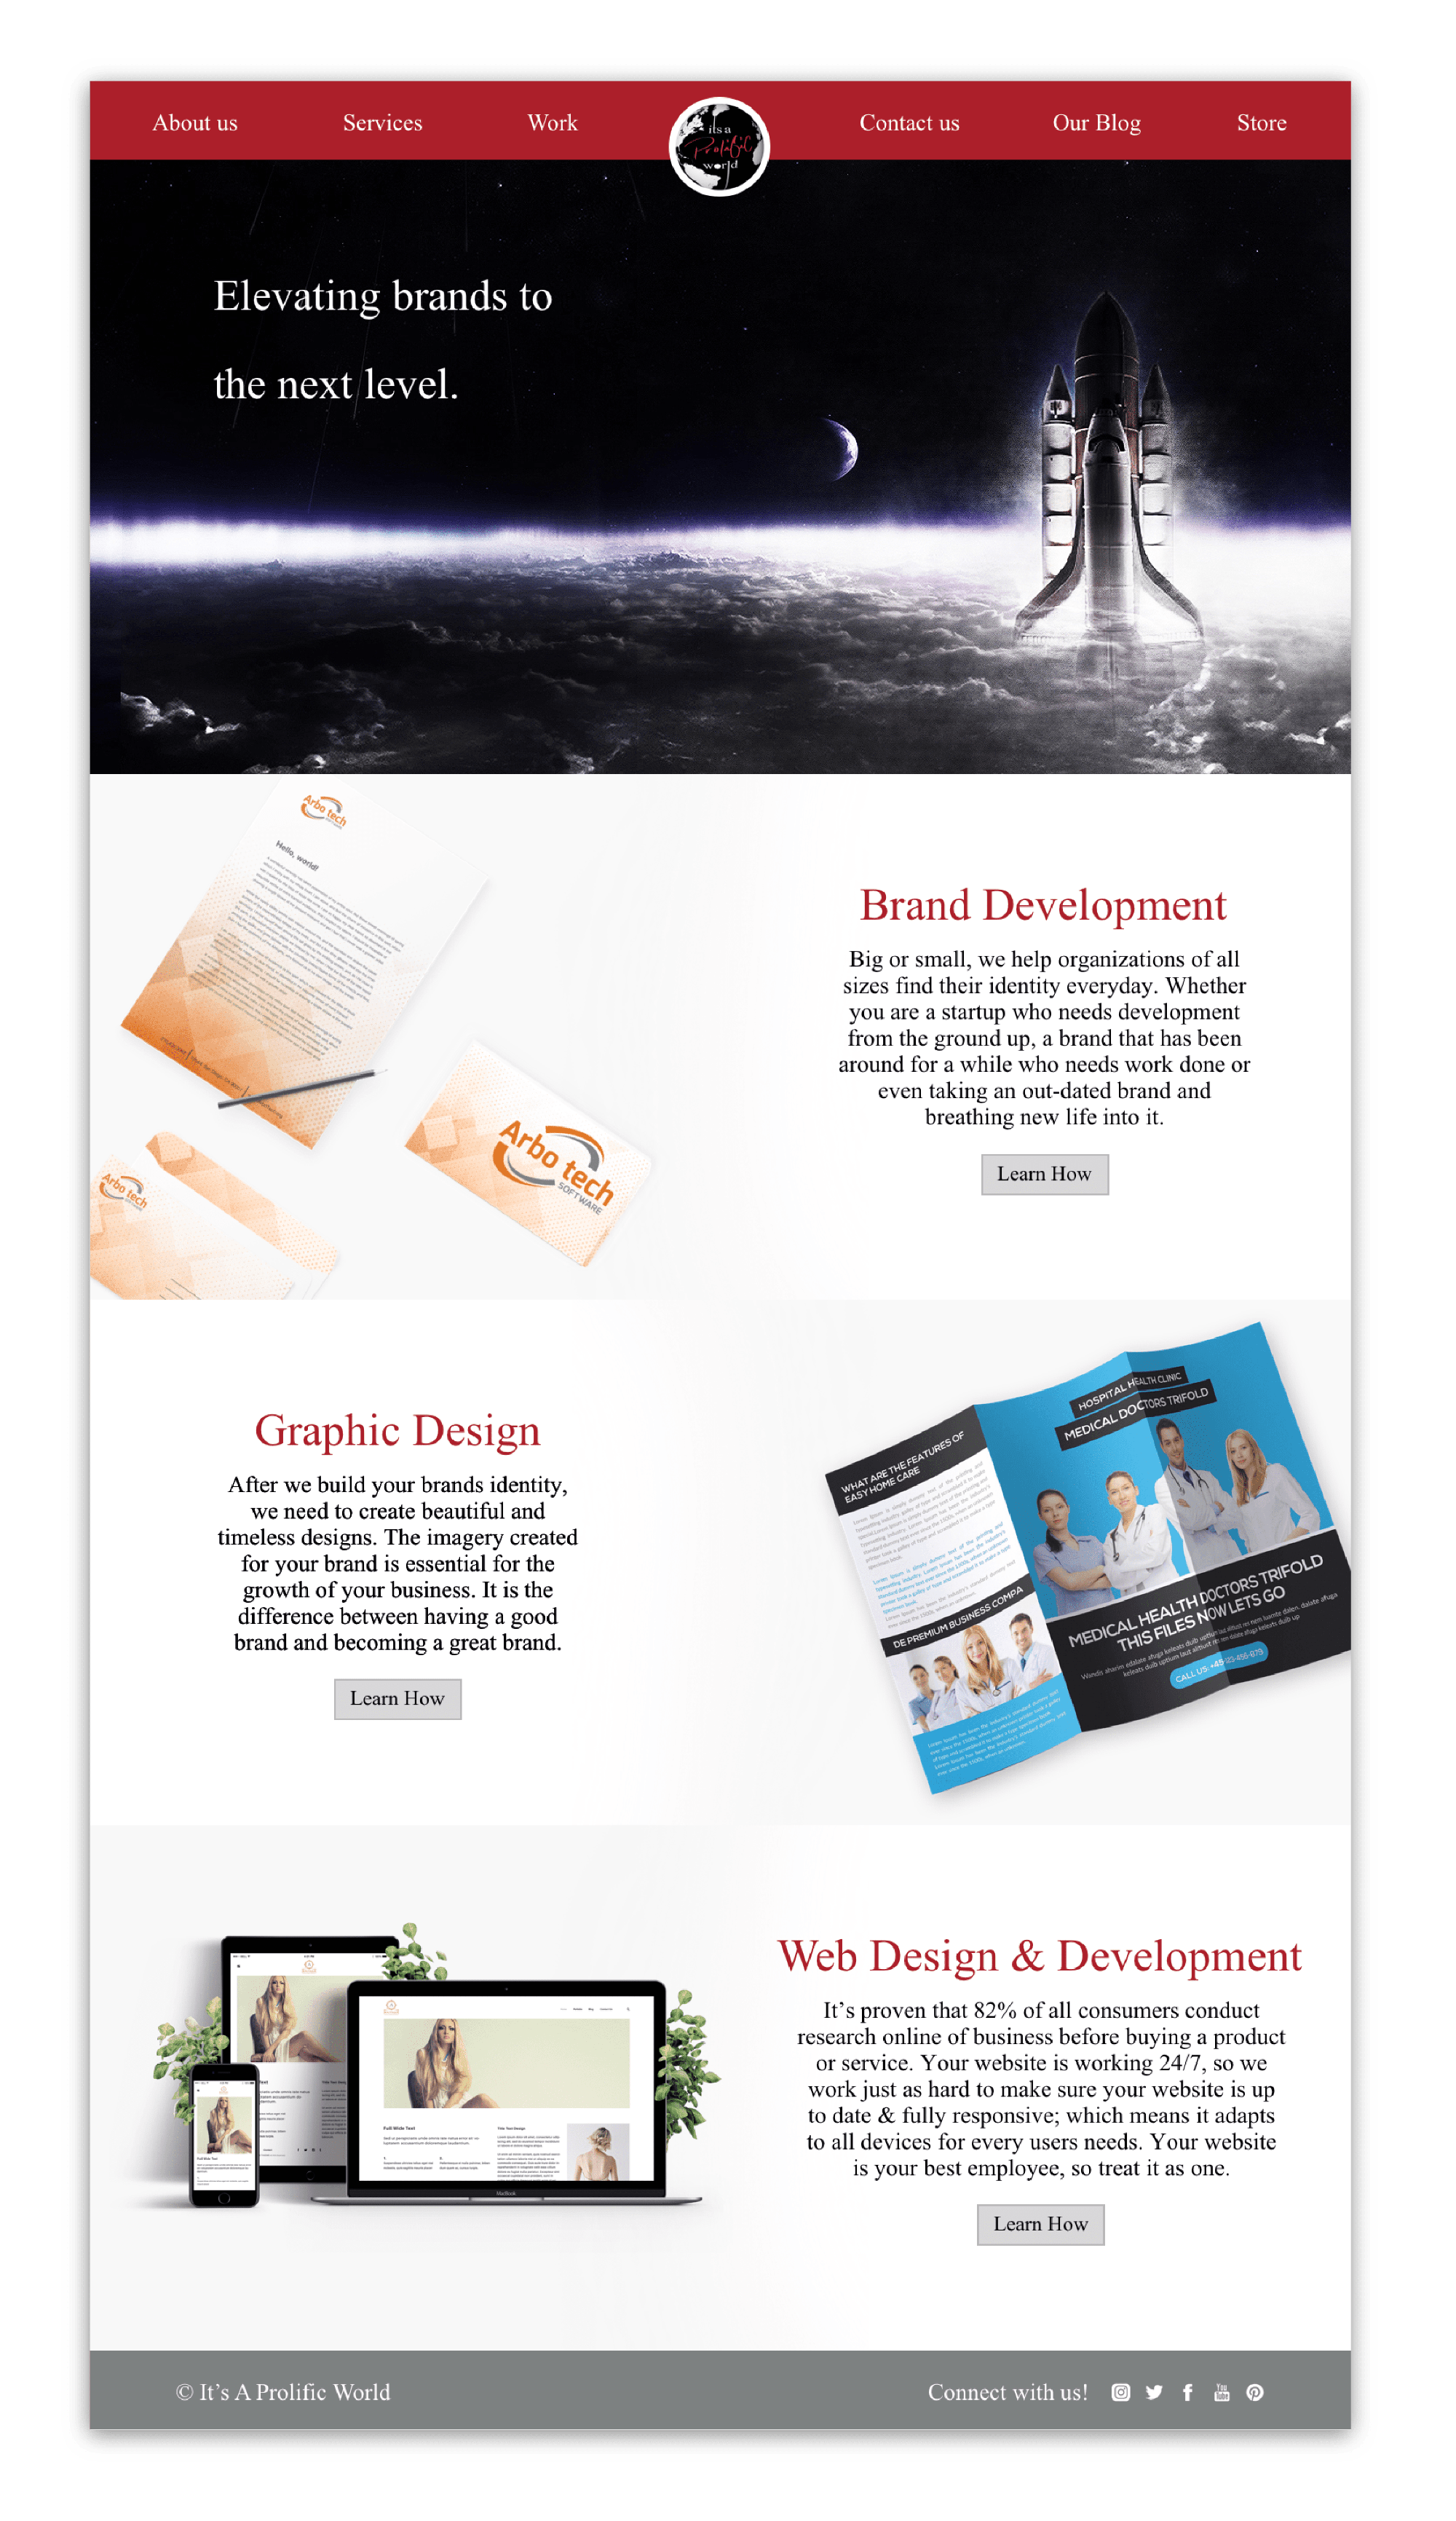 About us
Services
Work
its a
Prolific
world
Contact us
Our Blog
Store
Elevating brands to
the next level.
Arbo tech
Hello, world!
Arbo tech
SOFTWARE
Arbo tech
Brand Development
Big or small, we help organizations of all
sizes find their identity everyday. Whether
you are a startup who needs development
from the ground up, a brand that has been
around for a while who needs work done or
even taking an out-dated brand and
breathing new life into it.
Learn How
Graphic Design
After we build your brands identity,
we need to create beautiful and
timeless designs. The imagery created
for your brand is essential for the
growth of your business. It is the
difference between having a good
brand and becoming a great brand.
Learn How
HOSPITAL HEALTH CLINIC
MEDICAL DOCTORS TRIFOLD
WHAT ARE THE FEATURES OF
EASY HOME CARE
DE PREMIUM BUSINESS COMPA
MEDICAL HEALTH DOCTORS TRIFOLD
THIS FILES NOW LETS GO
CALL US: +45
Full Wide Text
MacBook
Web Design & Development
It’s proven that 82% of all consumers conduct
research online of business before buying a product
or service. Your website is working 24/7, so we
work just as hard to make sure your website is up
to date & fully responsive; which means it adapts
to all devices for every users needs. Your website
is your best employee, so treat it as one.
Learn How
© It’s A Prolific World
Connect with us!
You
Tube